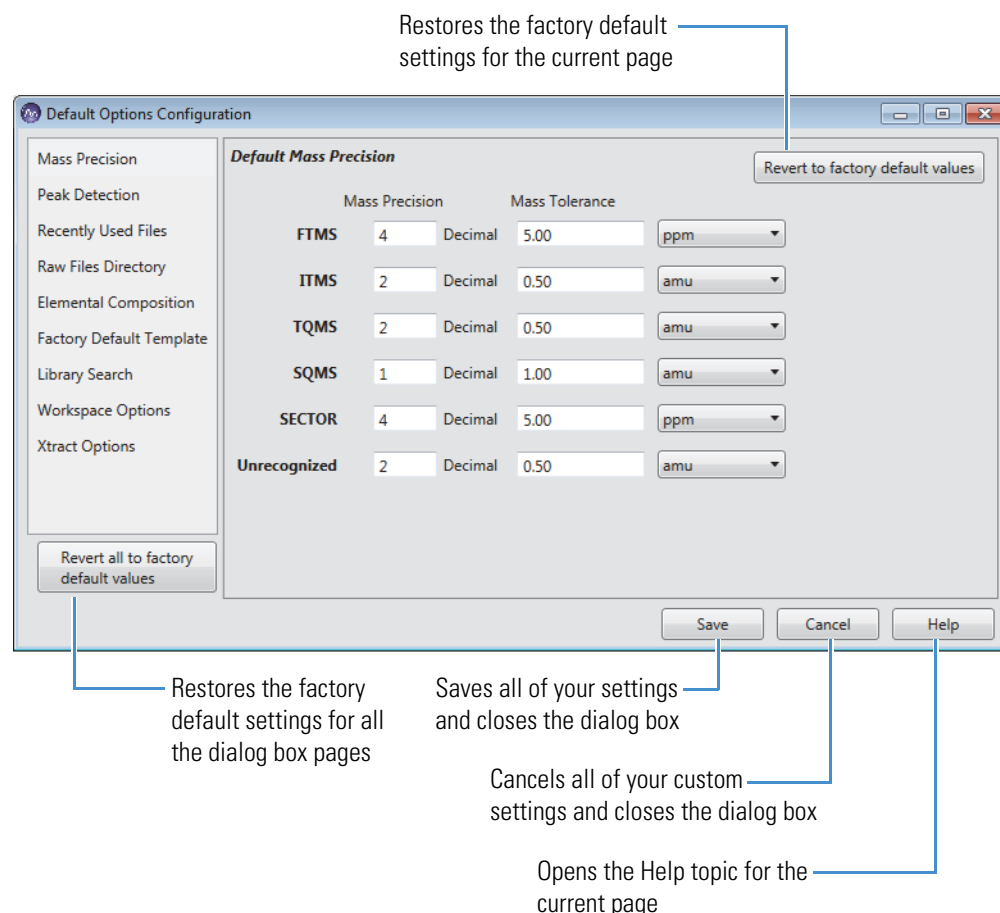 Restores the factory default
settings for the current page
Default Options Configuration
Mass Precision
Peak Detection
Recently Used Files
Raw Files Directory
Elemental Composition
Factory Default Template
Library Search
Workspace Options
Xtract Options
Revert all to factory
default values
Default Mass Precision
Revert to factory default values
Mass Precision Mass Tolerance
FTMS 4 Decimal 5.00 ppm
ITMS 2 Decimal 0.50 amu
TQMS 2 Decimal 0.50 amu
SQMS 1 Decimal 1.00 amu
SECTOR 4 Decimal 5.00 ppm
Unrecognized 2 Decimal 0.50 amu
Save Cancel Help
Restores the factory
default settings for all
the dialog box pages
Saves all of your settings
and closes the dialog box
Cancels all of your custom
settings and closes the dialog box
Opens the Help topic for the
current page